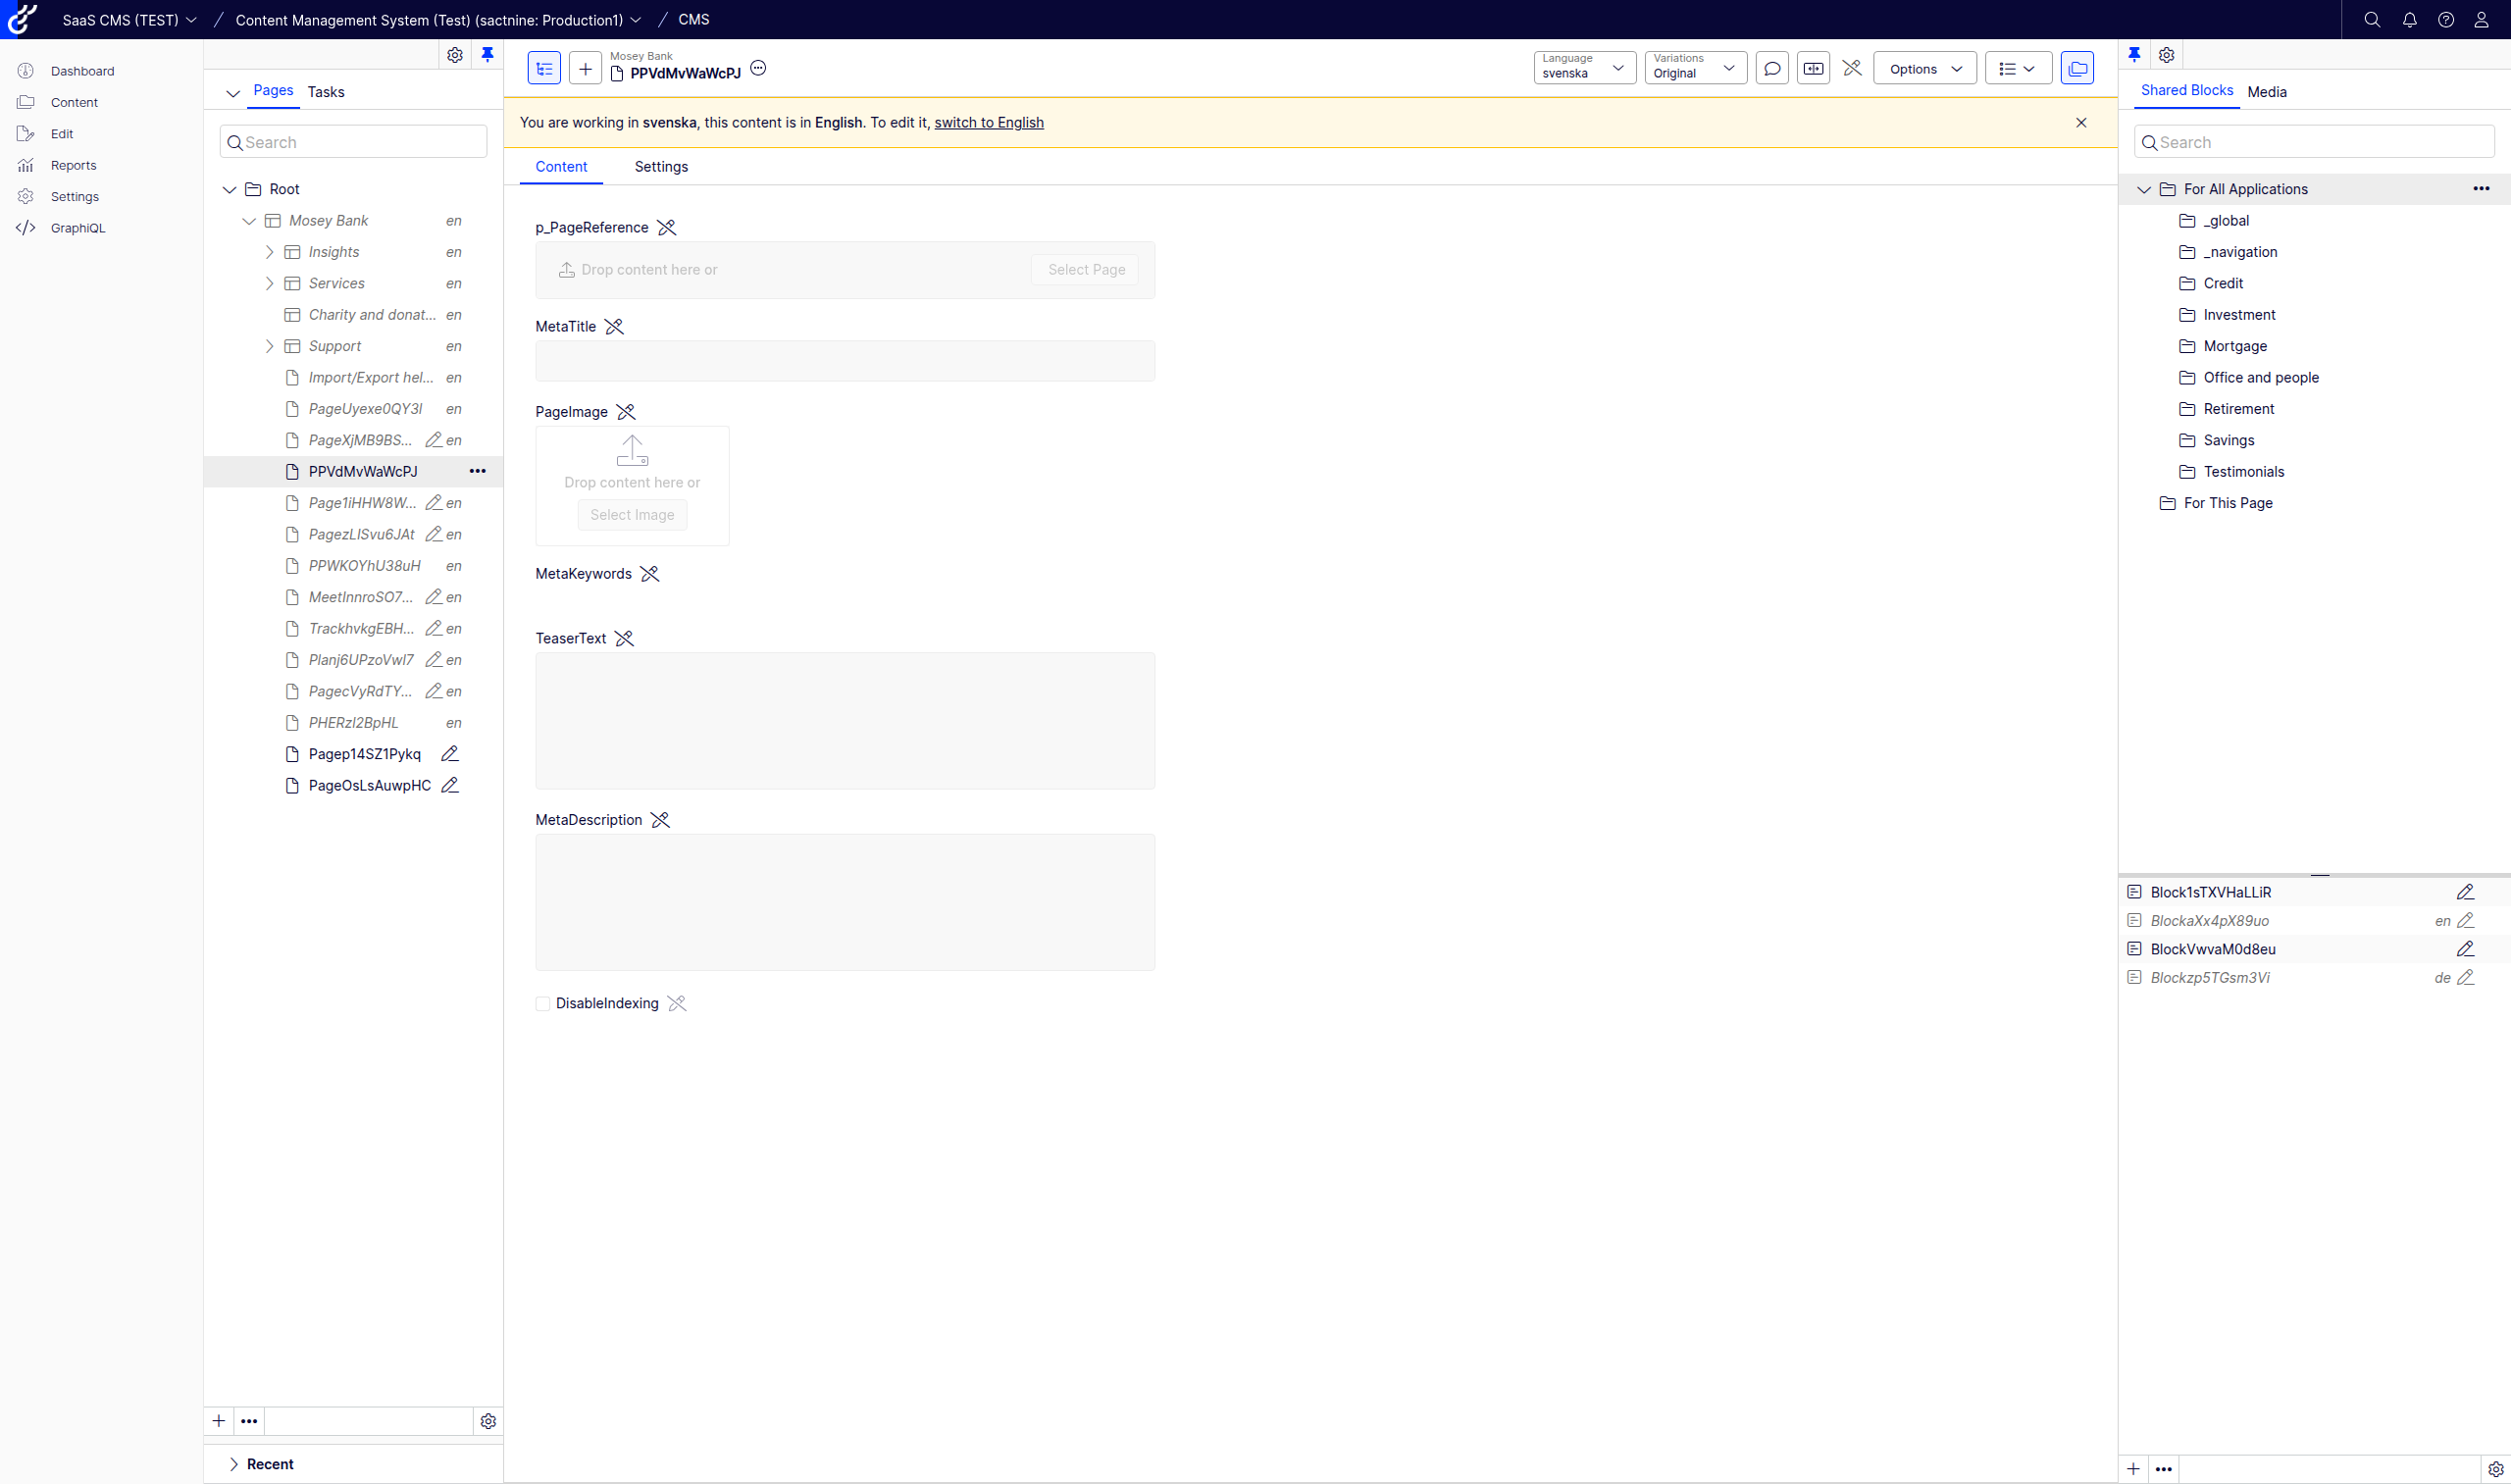 SaaS CMS (TEST) / Content Management System (Test) (sactnine: Production1) / CMS
Dashboard
Content
Edit
Reports
Settings
GraphiQL
Pages Tasks
Search
Root
Mosey Bank en
Insights en
Services en
Charity and donat... en
Support en
Import/Export hel... en
PageUyexe0QY3l en
PageXjMB9BS... en
PPVdMvWaWcPJ
Page1iHHW8W... en
PagezLISvu6JAt en
PPWKOYhU38uH en
MeetInnroSO7... en
TrackhvkgEBH... en
Planj6UPzoVwl7 en
PagecVyRdTY... en
PHERzl2BpHL en
Pagep14SZ1Pykq
PageOsLsAuwpHC
Recent
Mosey Bank
PPVdMvWaWcPJ
Language
svenska
Variations
Original
Options
You are working in svenska, this content is in English. To edit it, switch to English
Content Settings
p_PageReference
Drop content here or Select Page
MetaTitle
PageImage
Drop content here or
Select Image
MetaKeywords
TeaserText
MetaDescription
DisableIndexing
Shared Blocks Media
Search
For All Applications
_global
_navigation
Credit
Investment
Mortgage
Office and people
Retirement
Savings
Testimonials
For This Page
Block1sTXVHaLLiR
BlockaXx4pX89uo en
BlockVwvaM0d8eu
Blockzp5TGsm3Vi de